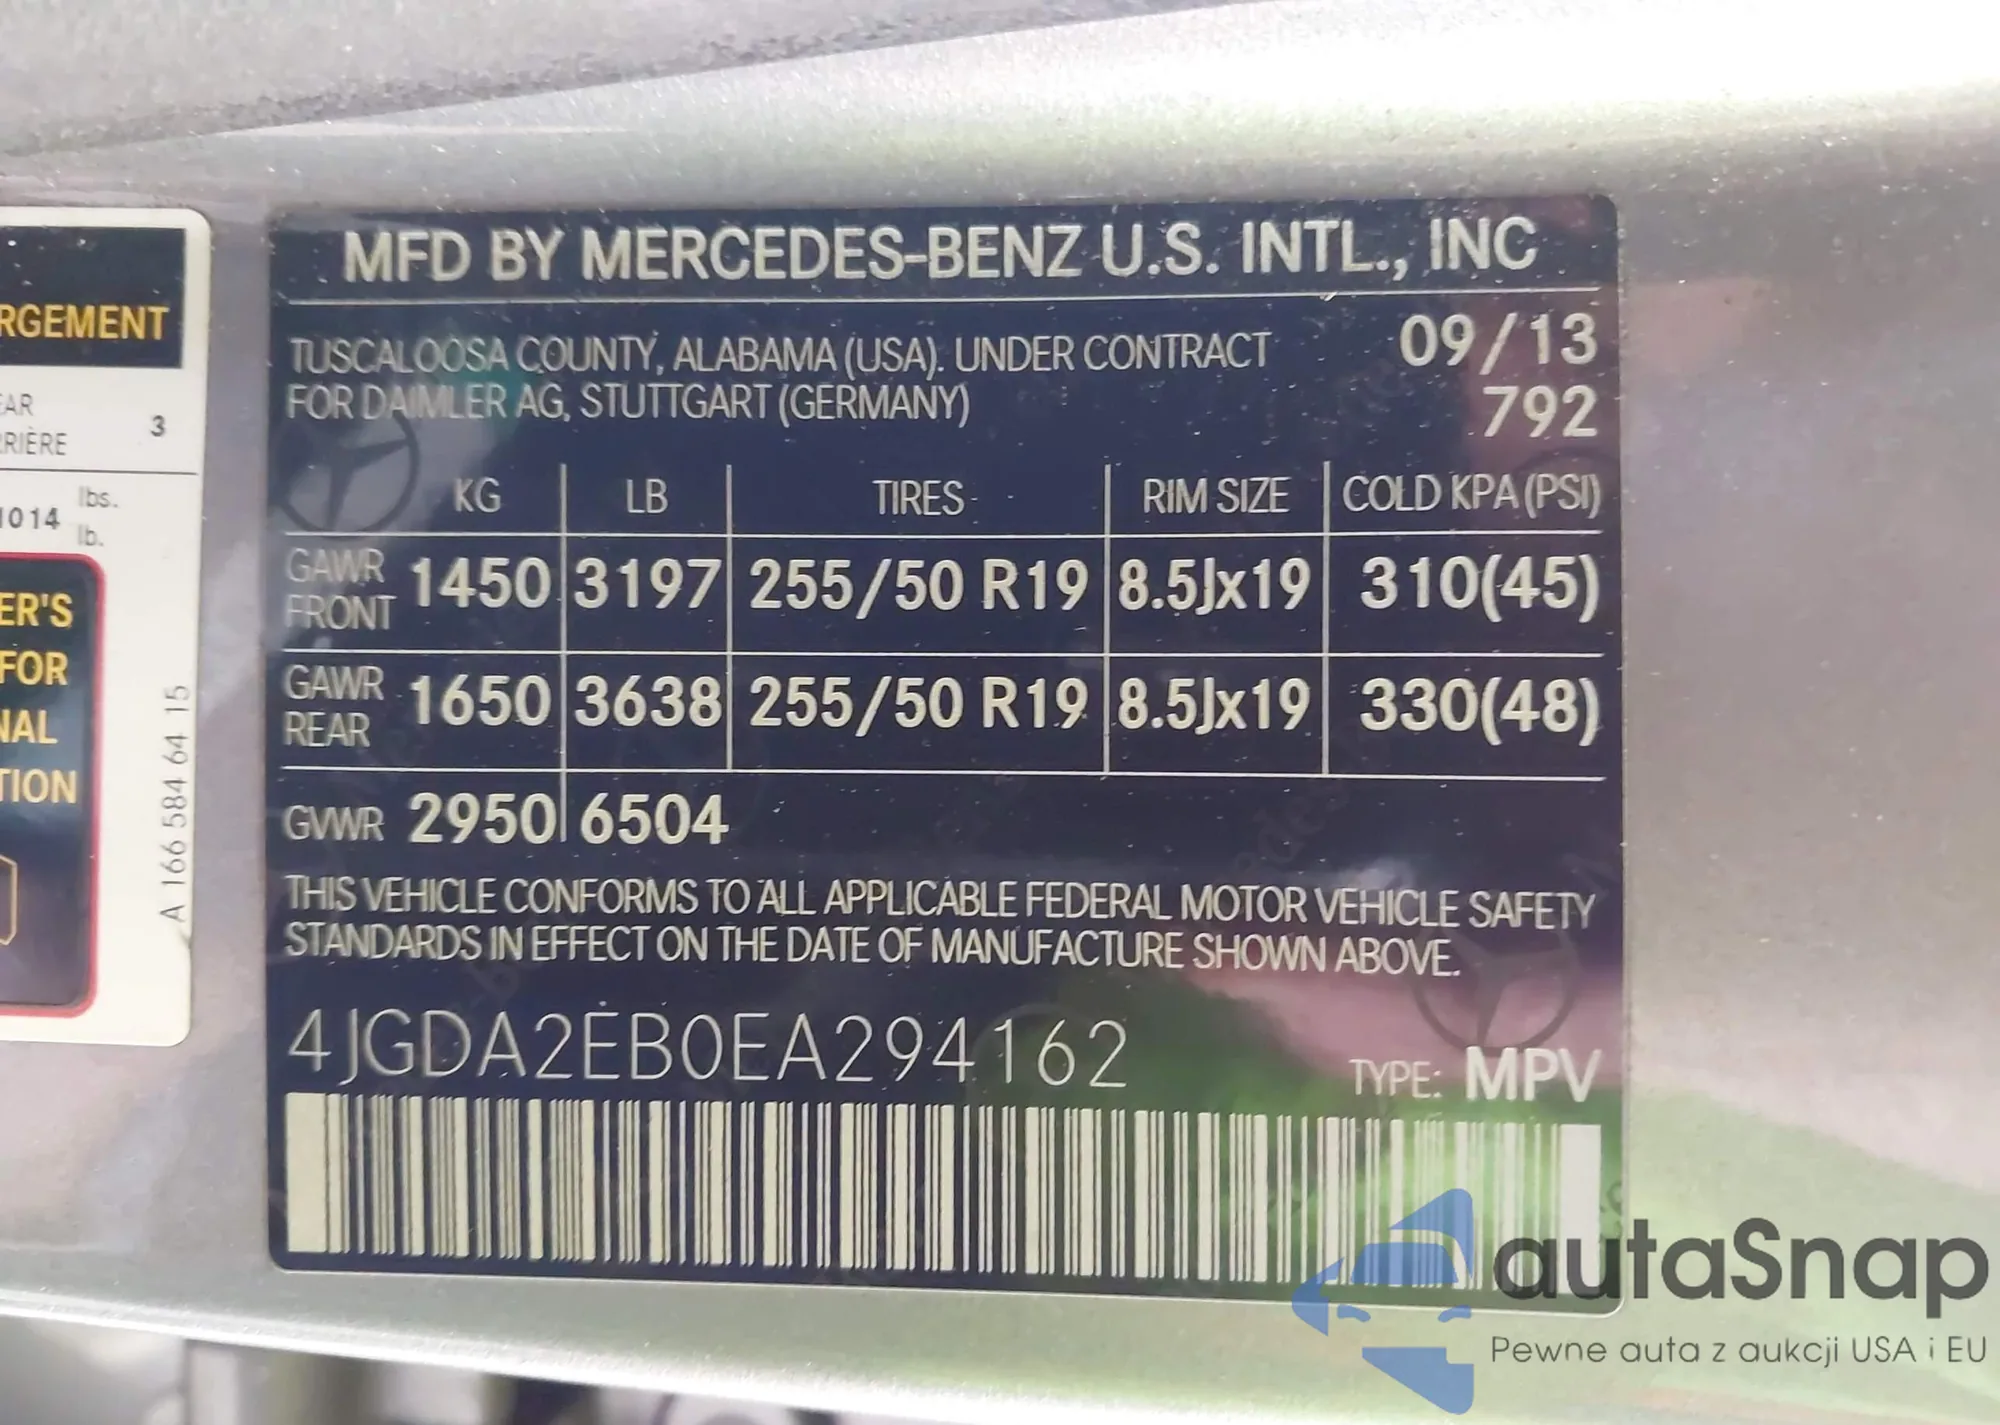 RGEMENT
EAR
RRIÈRE
3
1014
lbs.
lb.
ER'S
FOR
NAL
TION
A 166 584 64 15
MFD BY MERCEDES-BENZ U.S. INTL., INC
TUSCALOOSA COUNTY, ALABAMA (USA). UNDER CONTRACT
FOR DAIMLER AG, STUTTGART (GERMANY)
09/13
792
KG LB TIRES RIM SIZE COLD KPA (PSI)
GAWR FRONT 1450 3197 255/50 R19 8.5Jx19 310(45)
GAWR REAR 1650 3638 255/50 R19 8.5Jx19 330(48)
GVWR 2950 6504
THIS VEHICLE CONFORMS TO ALL APPLICABLE FEDERAL MOTOR VEHICLE SAFETY
STANDARDS IN EFFECT ON THE DATE OF MANUFACTURE SHOWN ABOVE.
4JGDA2EB0EA294162
TYPE: MPV
autaSnap
Pewne auta z aukcji USA i EU